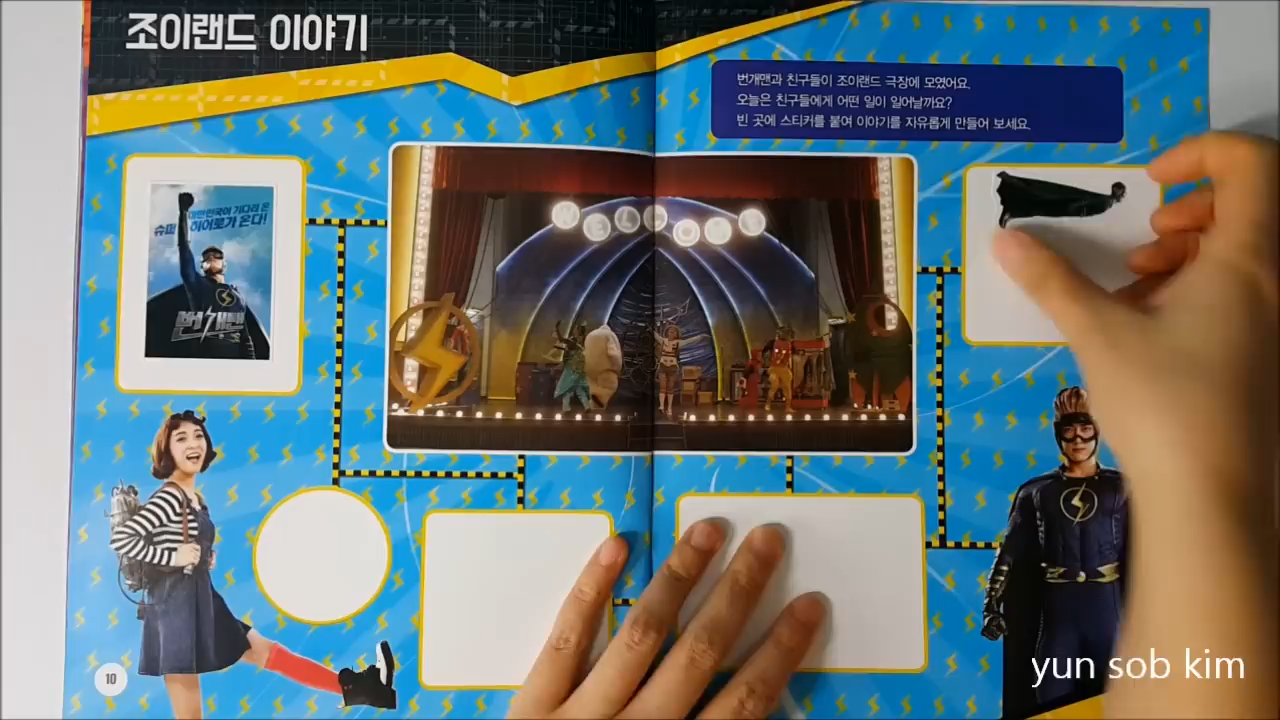 조이랜드 이야기
번개맨과 친구들이 조이랜드 극장에 모였어요.
오늘은 친구들에게 어떤 일이 일어날까요?
빈 곳에 스티커를 붙여 이야기를 자유롭게 만들어 보세요.
대한민국이 기다려 온
슈퍼 히어로가 온다!
번개맨
WELCOME
10
yun sob kim